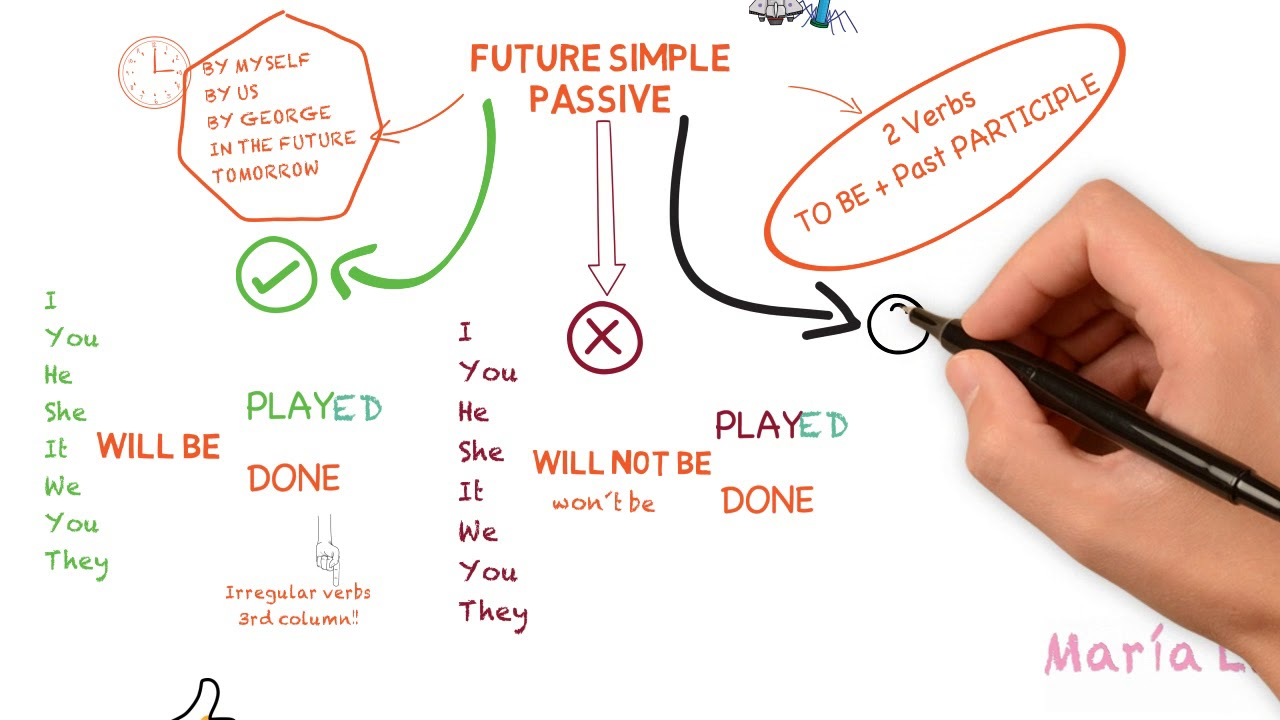 FUTURE SIMPLE
PASSIVE
BY MYSELF
BY US
BY GEORGE
IN THE FUTURE
TOMORROW
2 Verbs
TO BE + Past PARTICIPLE
I
You
He
She
It
We
You
They
WILL BE
PLAYED
DONE
Irregular verbs
3rd column!!
I
You
He
She
It
We
You
They
WILL NOT BE
won´t be
PLAYED
DONE
María